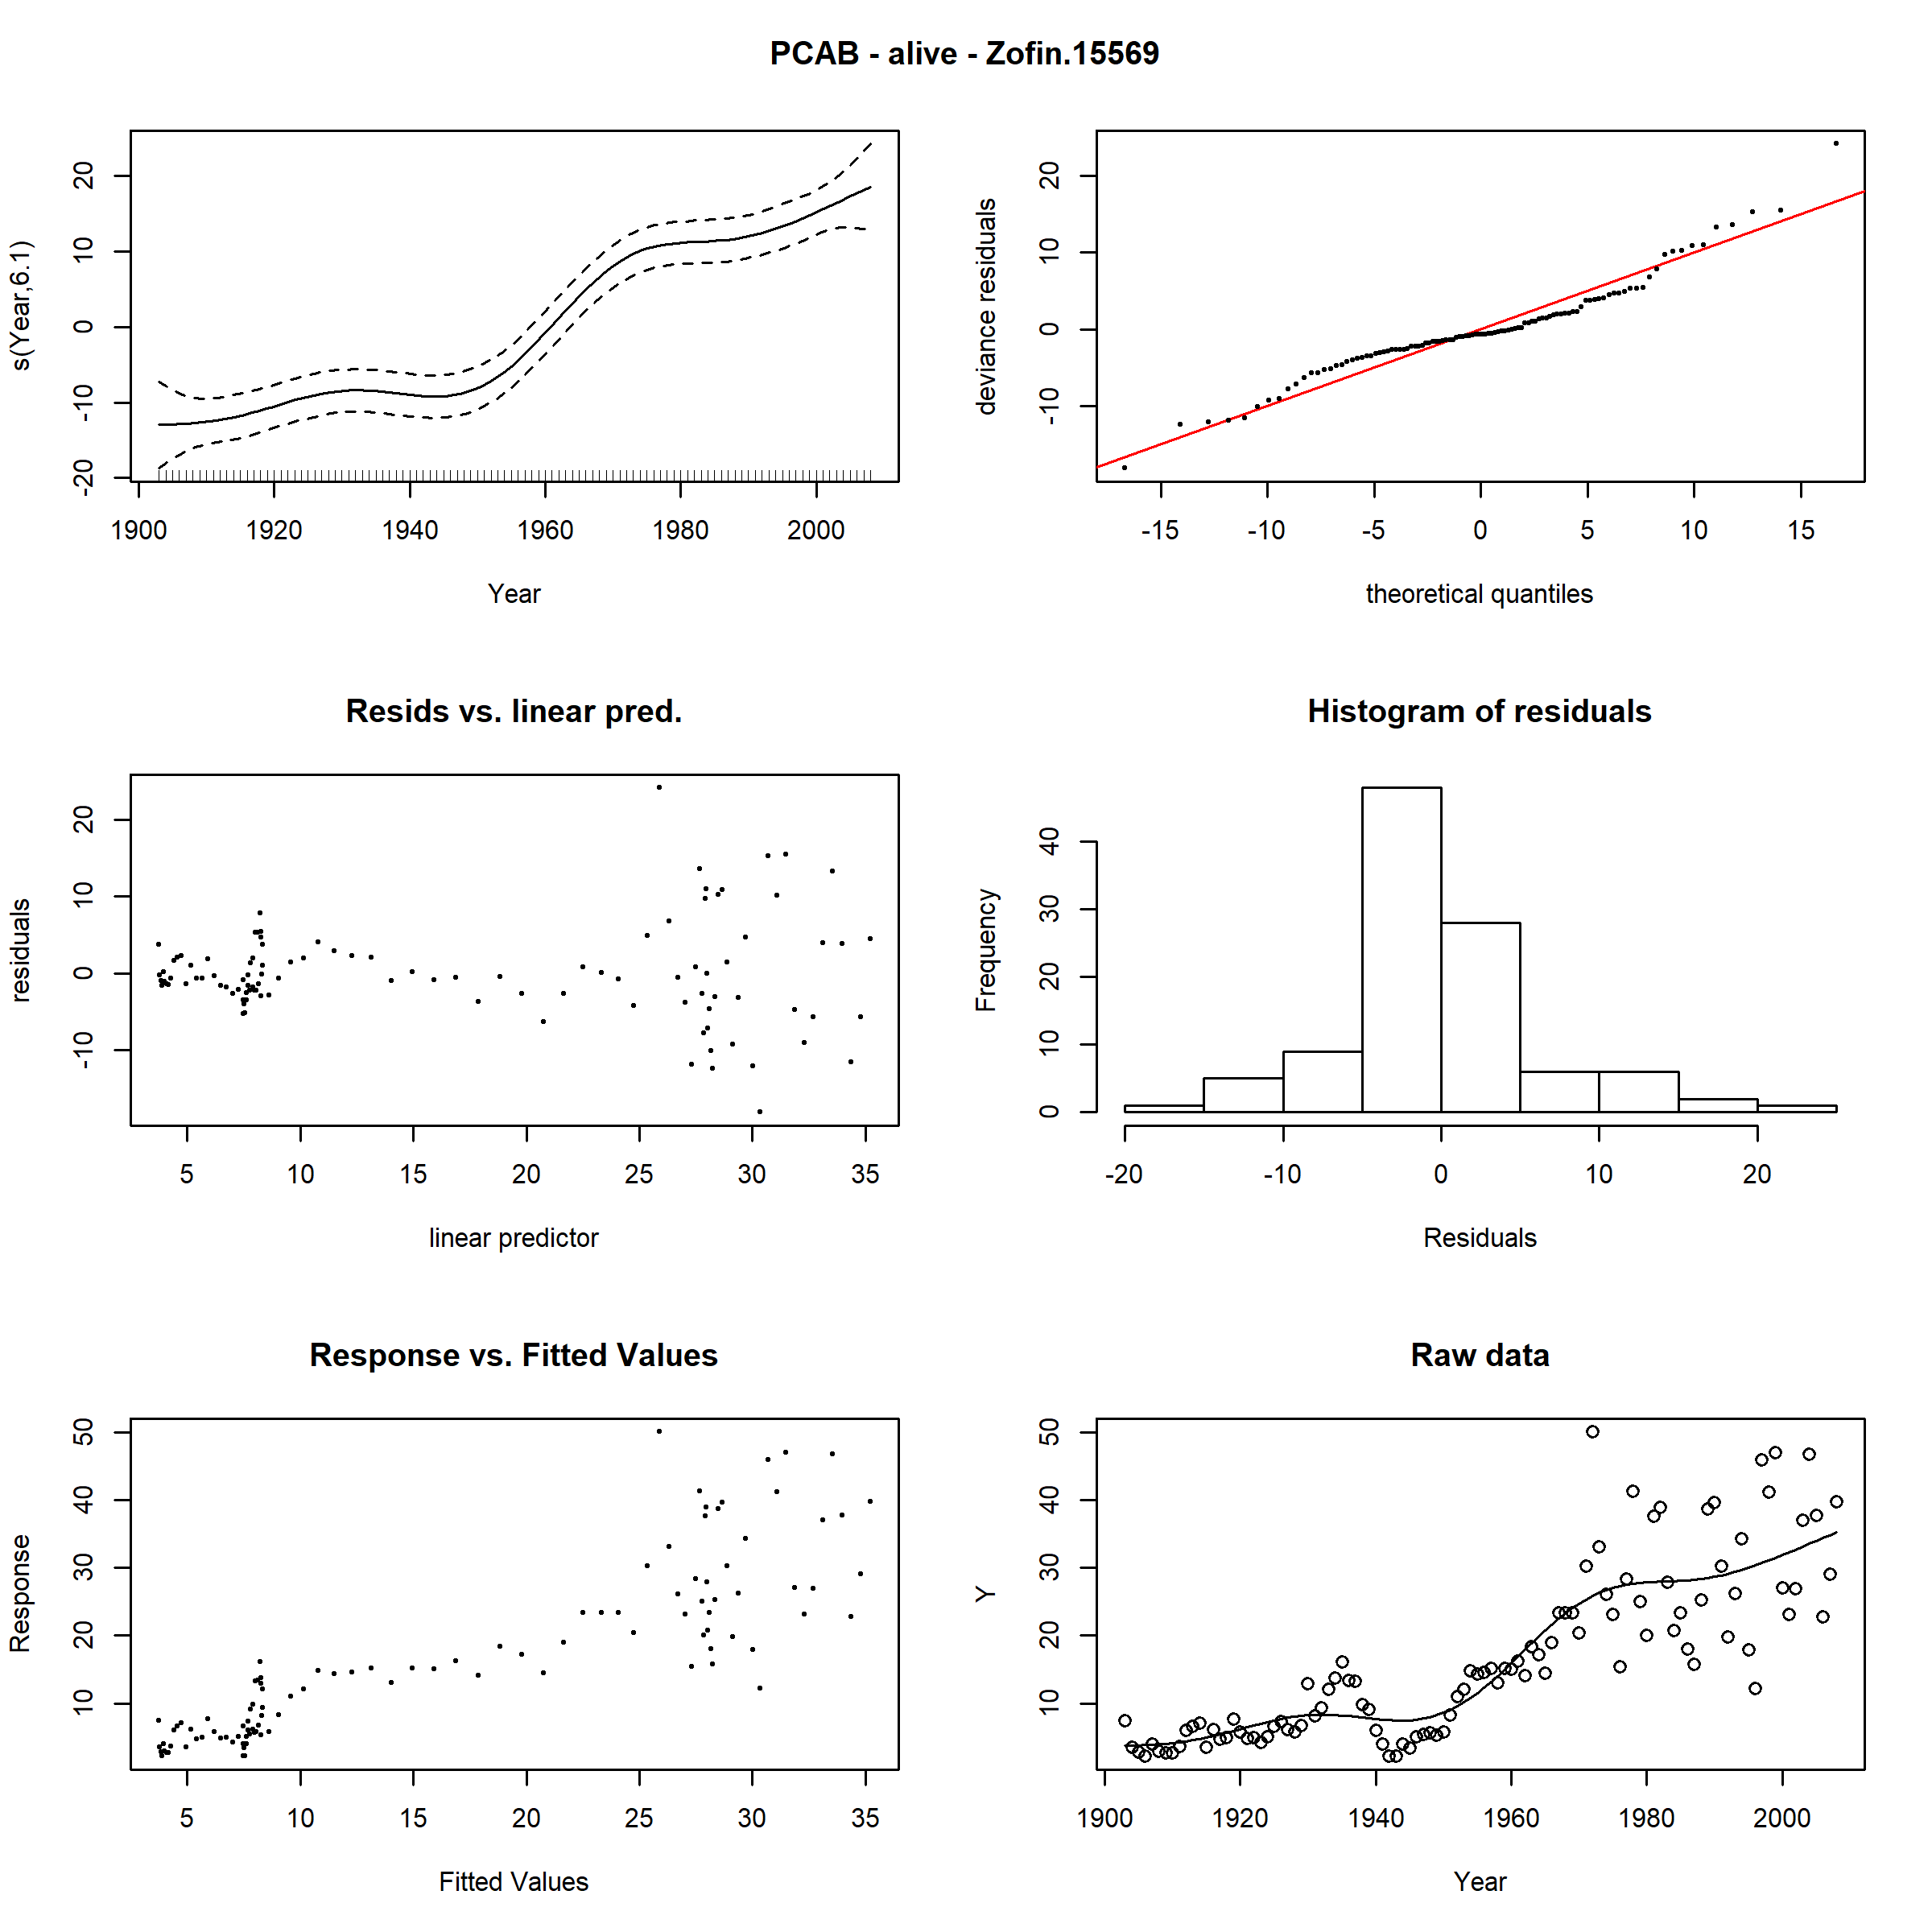 PCAB - alive - Zofin.15569
s(Year,6.1)
-20 -10 0 10 20
1900 1920 1940 1960 1980 2000
Year
deviance residuals
-10 0 10 20
-15 -10 -5 0 5 10 15
theoretical quantiles
Resids vs. linear pred.
residuals
-10 0 10 20
5 10 15 20 25 30 35
linear predictor
Histogram of residuals
Frequency
0 10 20 30 40
-20 -10 0 10 20
Residuals
Response vs. Fitted Values
Response
10 20 30 40 50
5 10 15 20 25 30 35
Fitted Values
Raw data
Y
10 20 30 40 50
1900 1920 1940 1960 1980 2000
Year